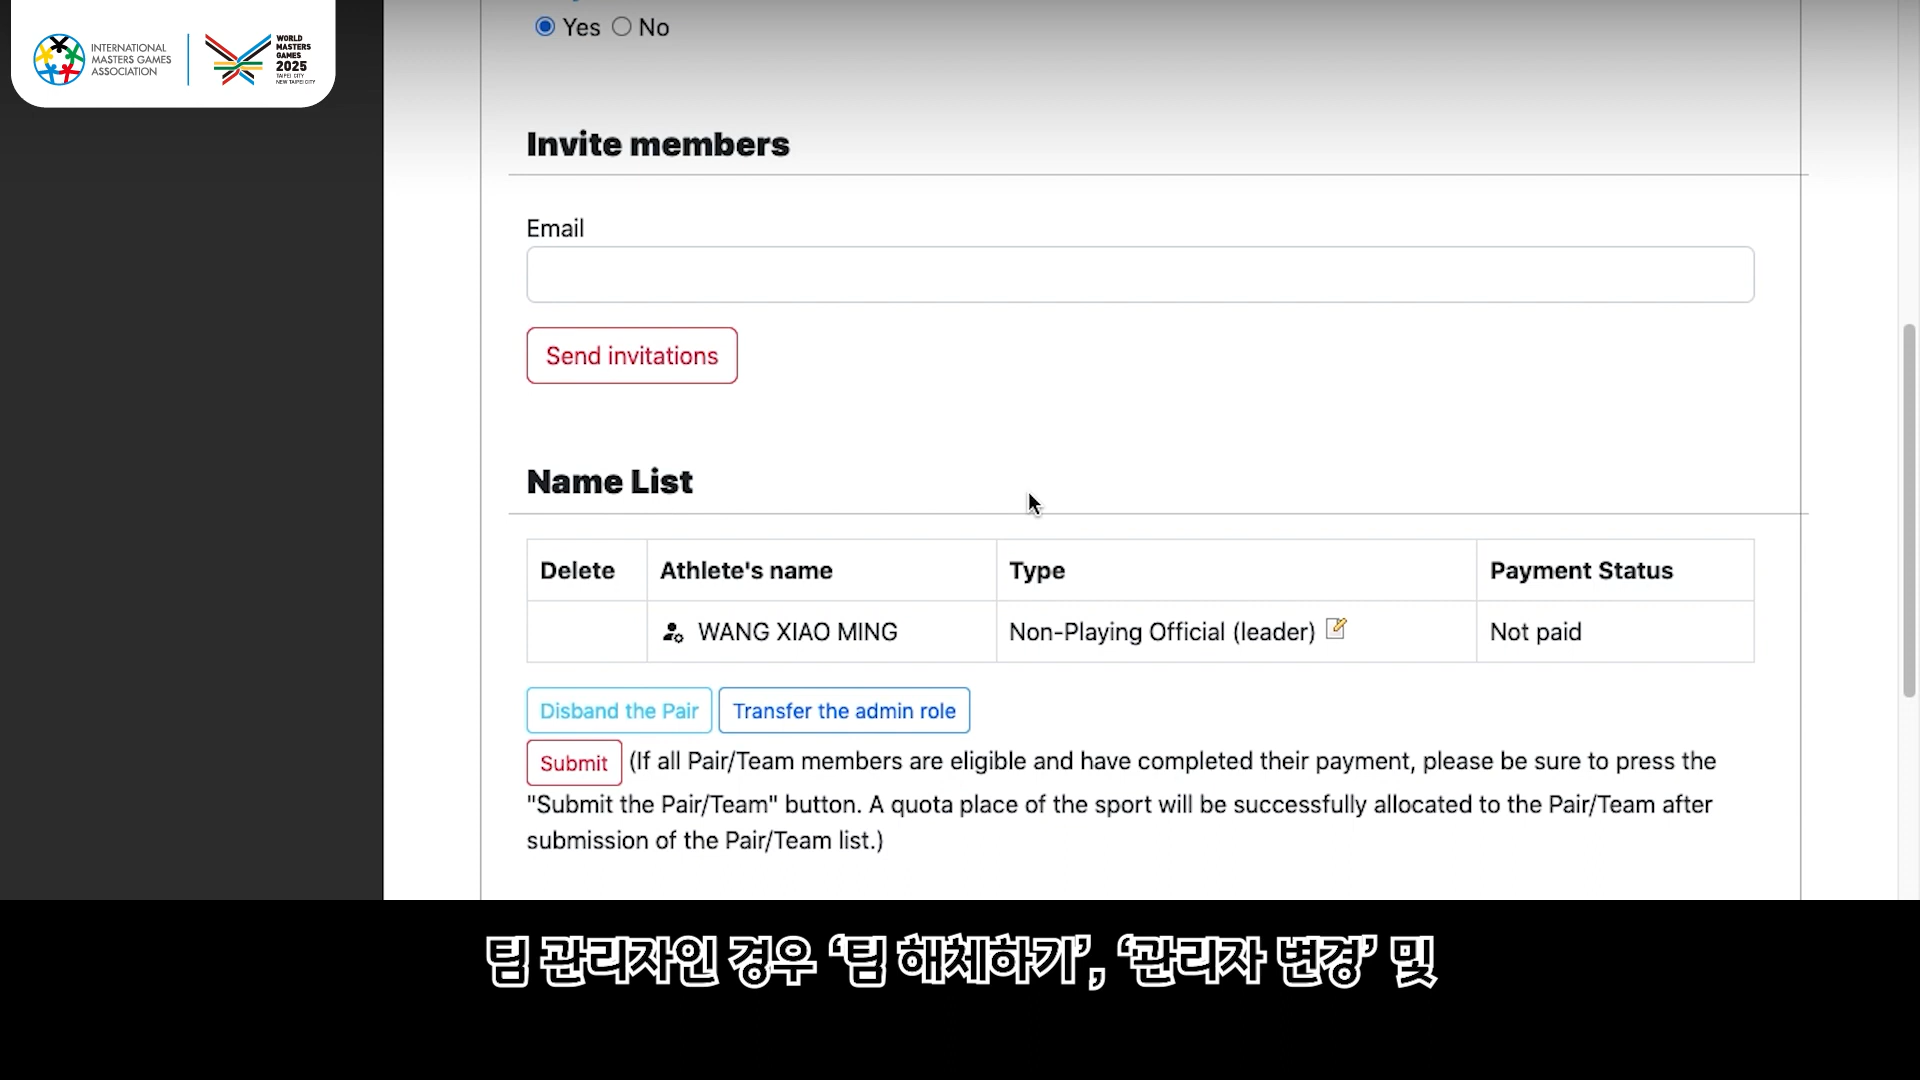 INTERNATIONAL
MASTERS GAMES
ASSOCIATION
WORLD
MASTERS
GAMES
2025
TAIPEI CITY
NEW TAIPEI CITY
Yes No
Invite members
Email
Send invitations
Name List
Delete Athlete's name Type Payment Status
WANG XIAO MING Non-Playing Official (leader) Not paid
Disband the Pair Transfer the admin role
Submit (If all Pair/Team members are eligible and have completed their payment, please be sure to press the
"Submit the Pair/Team" button. A quota place of the sport will be successfully allocated to the Pair/Team after
submission of the Pair/Team list.)
팀 관리자인 경우 ‘팀 해체하기’, ‘관리자 변경’ 및